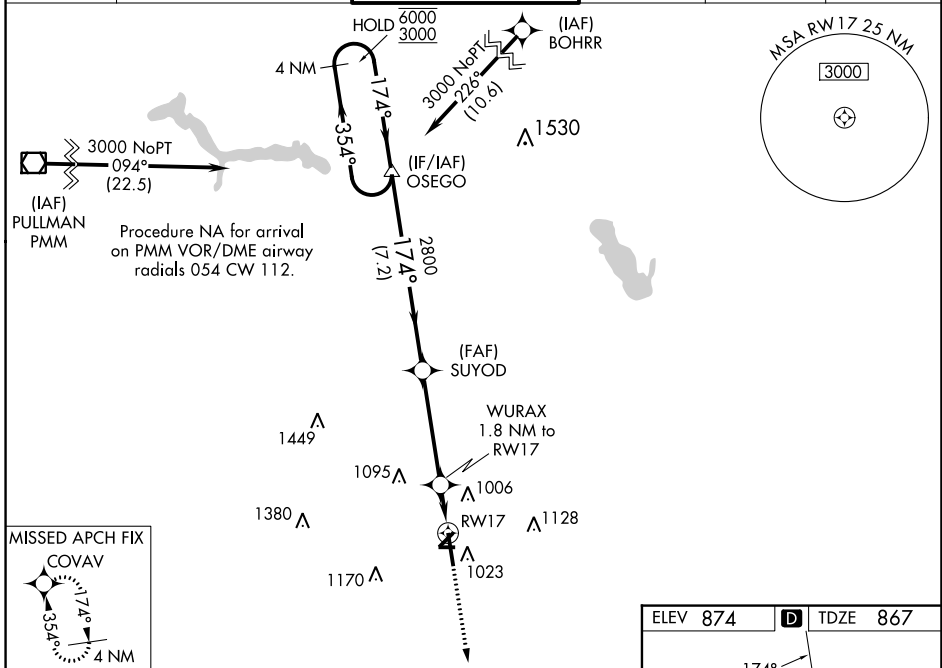 HOLD 6000
3000
(IAF)
BOHRR
4 NM
3000 NoPT
226°
(10.6)
174°
354°
MSA RW 17 25 NM
3000
1530
3000 NoPT
094°
(22.5)
(IF/IAF)
OSEGO
(IAF)
PULLMAN
PMM
Procedure NA for arrival
on PMM VOR/DME airway
radials 054 CW 112.
2800
174°
(7.2)
(FAF)
SUYOD
WURAX
1.8 NM to
RW17
1449
1095
1006
1380
RW17
1128
1023
1170
MISSED APCH FIX
COVAV
174°
354°
4 NM
ELEV 874 D TDZE 867
174°